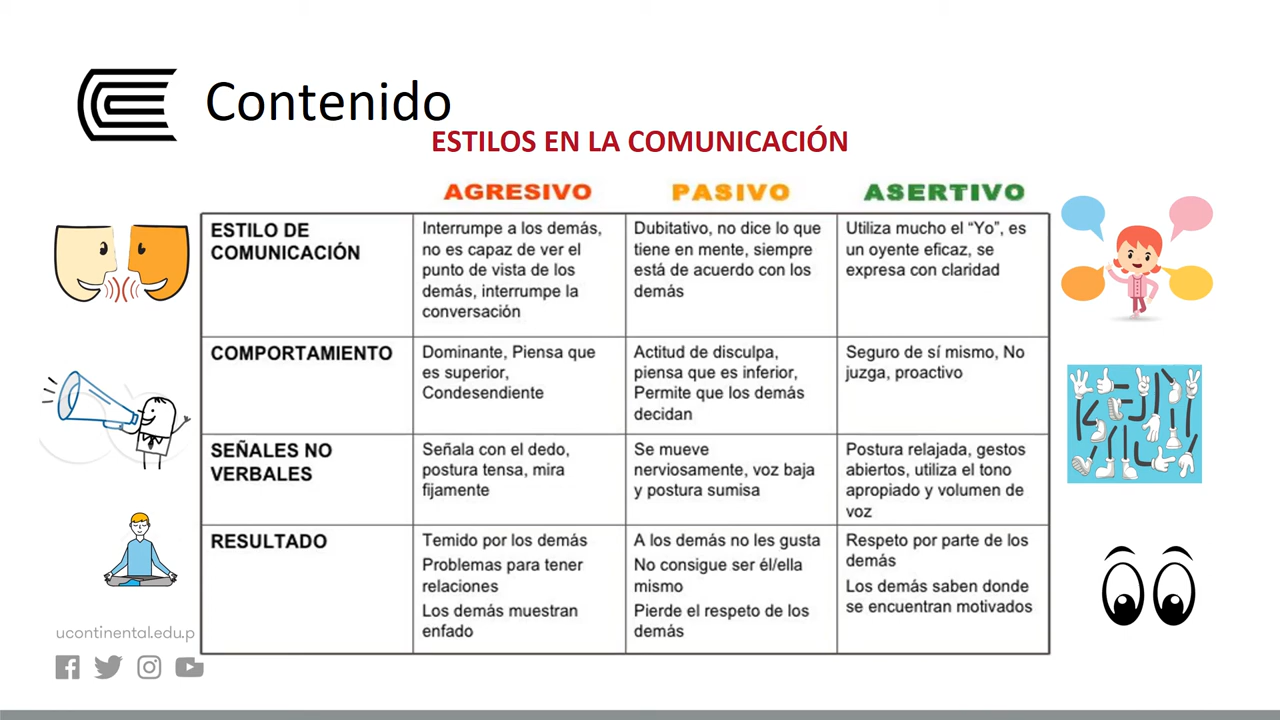 Contenido
ESTILOS EN LA COMUNICACIÓN
AGRESIVO
PASIVO
ASERTIVO
ESTILO DE
COMUNICACIÓN
Interrumpe a los demás,
no es capaz de ver el
punto de vista de los
demás, interrumpe la
conversación
Dubitativo, no dice lo que
tiene en mente, siempre
está de acuerdo con los
demás
Utiliza mucho el “Yo”, es
un oyente eficaz, se
expresa con claridad
COMPORTAMIENTO
Dominante, Piensa que
es superior,
Condesendiente
Actitud de disculpa,
piensa que es inferior,
Permite que los demás
decidan
Seguro de sí mismo, No
juzga, proactivo
SEÑALES NO
VERBALES
Señala con el dedo,
postura tensa, mira
fijamente
Se mueve
nerviosamente, voz baja
y postura sumisa
Postura relajada, gestos
abiertos, utiliza el tono
apropiado y volumen de
voz
RESULTADO
Temido por los demás
Problemas para tener
relaciones
Los demás muestran
enfado
A los demás no les gusta
No consigue ser él/ella
mismo
Pierde el respeto de los
demás
Respeto por parte de los
demás
Los demás saben donde
se encuentran motivados
ucontinental.edu.p